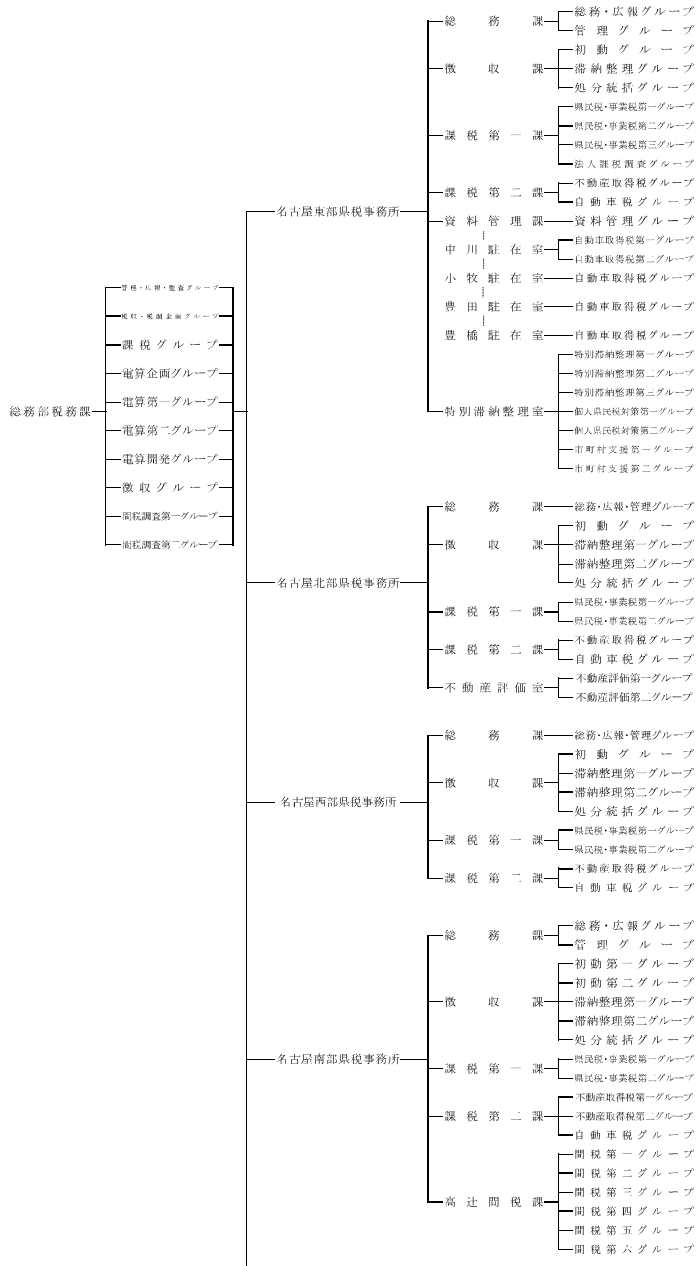 総務部税務課
管理・広報・監査グループ
税収・税制企画グループ
課税グループ
電算企画グループ
電算第一グループ
電算第二グループ
電算開発グループ
徴収グループ
間税調査第一グループ
間税調査第二グループ
名古屋東部県税事務所
総務課
総務・広報グループ
管理グループ
徴収課
初動グループ
滞納整理グループ
処分統括グループ
課税第一課
県民税・事業税第一グループ
県民税・事業税第二グループ
県民税・事業税第三グループ
法人課税調査グループ
課税第二課
不動産取得税グループ
自動車税グループ
資料管理課
資料管理グループ
中川駐在室
自動車取得税第一グループ
自動車取得税第二グループ
小牧駐在室
自動車取得税グループ
豊田駐在室
自動車取得税グループ
豊橋駐在室
自動車取得税グループ
特別滞納整理室
特別滞納整理第一グループ
特別滞納整理第二グループ
特別滞納整理第三グループ
個人県民税対策第一グループ
個人県民税対策第二グループ
市町村支援第一グループ
市町村支援第二グループ
名古屋北部県税事務所
総務課
総務・広報・管理グループ
徴収課
初動グループ
滞納整理第一グループ
滞納整理第二グループ
処分統括グループ
課税第一課
県民税・事業税第一グループ
県民税・事業税第二グループ
課税第二課
不動産取得税グループ
自動車税グループ
不動産評価室
不動産評価第一グループ
不動産評価第二グループ
名古屋西部県税事務所
総務課
総務・広報・管理グループ
徴収課
初動グループ
滞納整理第一グループ
滞納整理第二グループ
処分統括グループ
課税第一課
県民税・事業税第一グループ
県民税・事業税第二グループ
課税第二課
不動産取得税グループ
自動車税グループ
名古屋南部県税事務所
総務課
総務・広報グループ
管理グループ
徴収課
初動第一グループ
初動第二グループ
滞納整理第一グループ
滞納整理第二グループ
処分統括グループ
課税第一課
県民税・事業税第一グループ
県民税・事業税第二グループ
課税第二課
不動産取得税第一グループ
不動産取得税第二グループ
自動車税グループ
高辻間税課
間税第一グループ
間税第二グループ
間税第三グループ
間税第四グループ
間税第五グループ
間税第六グループ